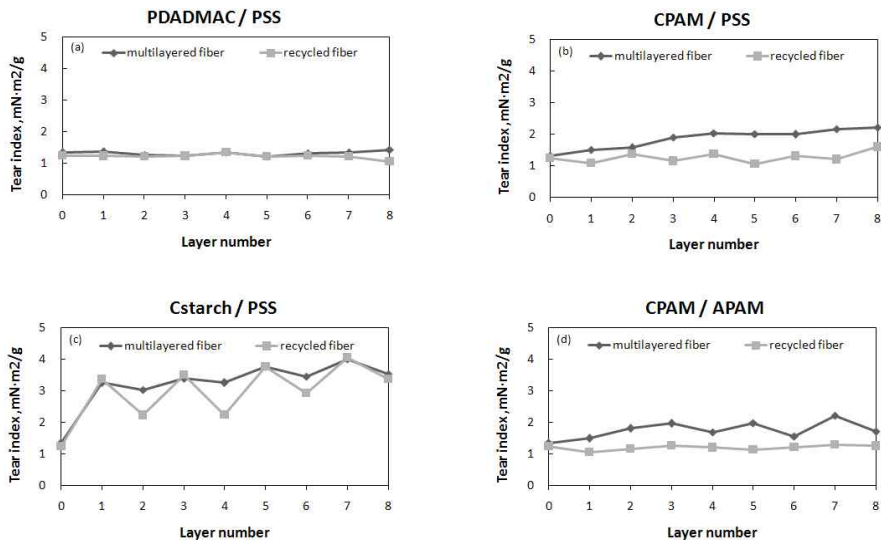 PDADMAC / PSS
(a)
multilayered fiber
recycled fiber
Tear index,mN·m2/g
5
4
3
2
1
0
0 1 2 3 4 5 6 7 8
Layer number
CPAM / PSS
(b)
multilayered fiber
recycled fiber
Tear index,mN·m2/g
5
4
3
2
1
0
0 1 2 3 4 5 6 7 8
Layer number
Cstarch / PSS
(c)
multilayered fiber
recycled fiber
Tear index,mN·m2/g
5
4
3
2
1
0
0 1 2 3 4 5 6 7 8
Layer number
CPAM / APAM
(d)
multilayered fiber
recycled fiber
Tear index,mN·m2/g
5
4
3
2
1
0
0 1 2 3 4 5 6 7 8
Layer number